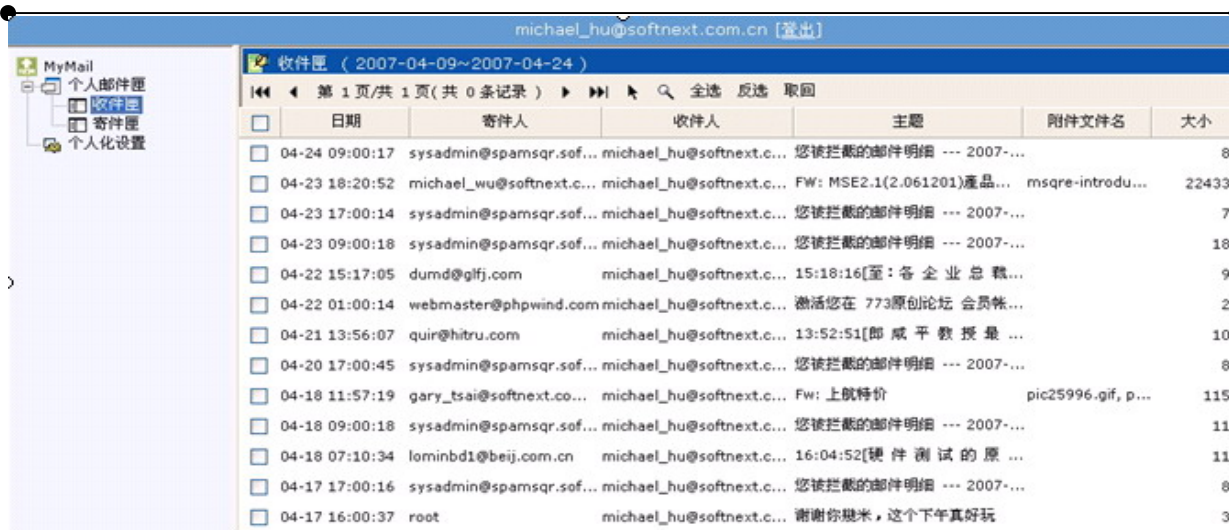 michael_hu@softnext.com.cn [登出]
MyMail
个人邮件匣
收件匣
寄件匣
个人化设置
收件匣 ( 2007-04-09~2007-04-24 )
第 1 页/共 1 页( 共 0 条记录 ) 全选 反选 取回
日期 寄件人 收件人 主题 附件文件名 大小
04-24 09:00:17 sysadmin@spamsqr.sof... michael_hu@softnext.c... 您被拦截的邮件明细 --- 2007-... 8
04-23 18:20:52 michael_wu@softnext.c... michael_hu@softnext.c... FW: MSE2.1(2.061201)產品... msqre-introdu... 22433
04-23 17:00:14 sysadmin@spamsqr.sof... michael_hu@softnext.c... 您被拦截的邮件明细 --- 2007-... 7
04-23 09:00:18 sysadmin@spamsqr.sof... michael_hu@softnext.c... 您被拦截的邮件明细 --- 2007-... 18
04-22 15:17:05 dumd@glfj.com michael_hu@softnext.c... 15:18:16[至：各 企 业 总 裁... 9
04-22 01:00:14 webmaster@phpwind.com michael_hu@softnext.c... 激活您在 773原创论坛 会员帐... 2
04-21 13:56:07 quir@hitru.com michael_hu@softnext.c... 13:52:51[郎 咸 平 教 授 最 ... 10
04-20 17:00:45 sysadmin@spamsqr.sof... michael_hu@softnext.c... 您被拦截的邮件明细 --- 2007-... 8
04-18 11:57:19 gary_tsai@softnext.co... michael_hu@softnext.c... Fw: 上航特价 pic25996.gif, p... 115
04-18 09:00:18 sysadmin@spamsqr.sof... michael_hu@softnext.c... 您被拦截的邮件明细 --- 2007-... 11
04-18 07:10:34 lominbd1@beij.com.cn michael_hu@softnext.c... 16:04:52[硬 件 测 试 的 原 ... 11
04-17 17:00:16 sysadmin@spamsqr.sof... michael_hu@softnext.c... 您被拦截的邮件明细 --- 2007-... 8
04-17 16:00:37 root michael_hu@softnext.c... 谢谢你幾米，这个下午真好玩 3